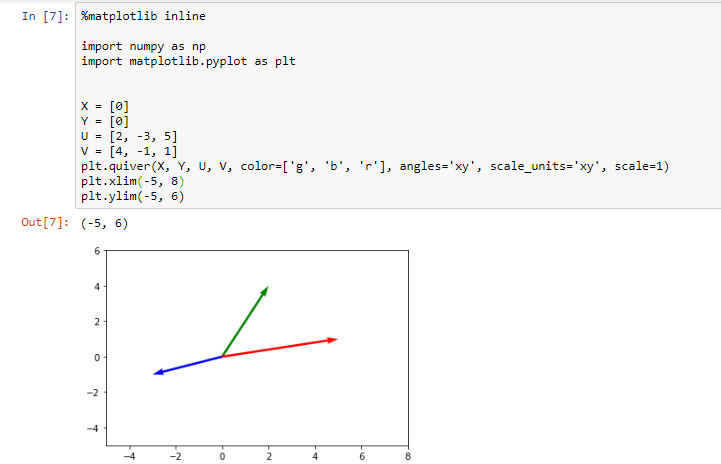 In [7]: %matplotlib inline
import numpy as np
import matplotlib.pyplot as plt
X = [0]
Y = [0]
U = [2, -3, 5]
V = [4, -1, 1]
plt.quiver(X, Y, U, V, color=['g', 'b', 'r'], angles='xy', scale_units='xy', scale=1)
plt.xlim(-5, 8)
plt.ylim(-5, 6)
Out[7]: (-5, 6)
6
4
2
0
−2
−4
−4 −2 0 2 4 6 8